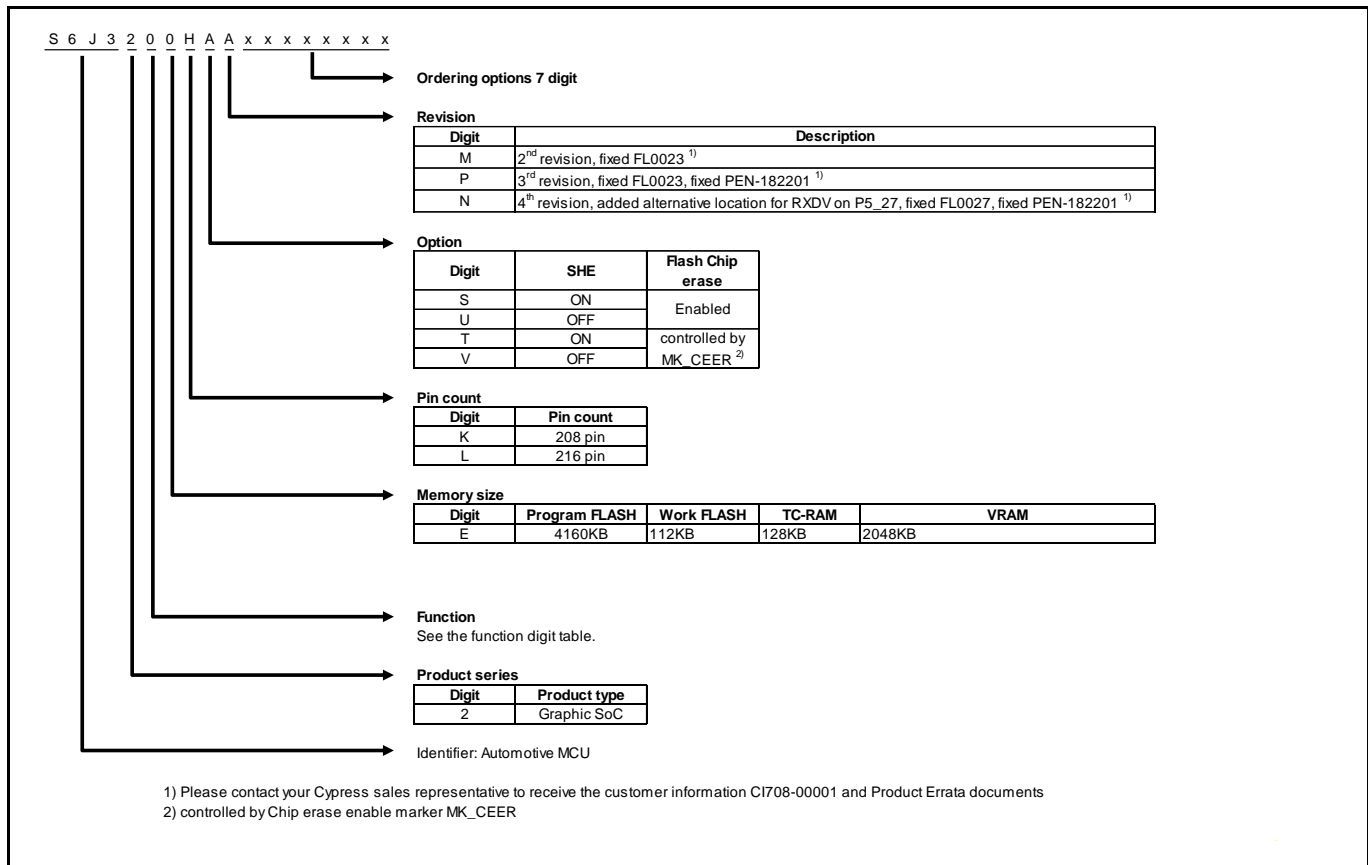 S 6 J 3 2 0 0 H A A x x x x x x x x
Ordering options 7 digit
Revision
Digit Description
M 2nd revision, fixed FL0023 1)
P 3rd revision, fixed FL0023, fixed PEN-182201 1)
N 4th revision, added alternative location for RXDV on P5_27, fixed FL0027, fixed PEN-182201 1)
Option
Digit SHE Flash Chip erase
S ON Enabled
U OFF
T ON controlled by
V OFF MK_CEER 2)
Pin count
Digit Pin count
K 208 pin
L 216 pin
Memory size
Digit Program FLASH Work FLASH TC-RAM VRAM
E 4160KB 112KB 128KB 2048KB
Function
See the function digit table.
Product series
Digit Product type
2 Graphic SoC
Identifier: Automotive MCU
1) Please contact your Cypress sales representative to receive the customer information CI708-00001 and Product Errata documents
2) controlled by Chip erase enable marker MK_CEER